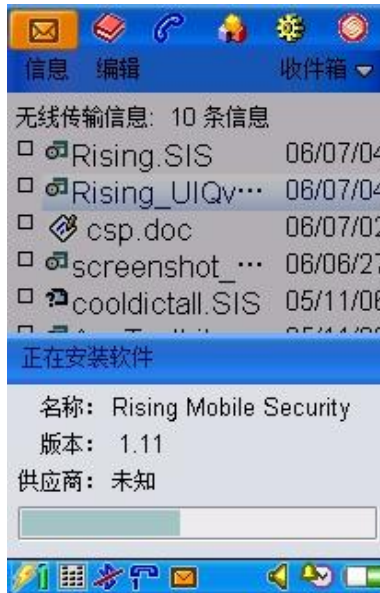 信息 编辑 收件箱
无线传输信息: 10 条信息
Rising.SIS 06/07/04
Rising_UIQv… 06/07/04
csp.doc 06/07/02
screenshot_… 06/06/27
cooldictall.SIS 05/11/06
正在安装软件
名称: Rising Mobile Security
版本: 1.11
供应商: 未知